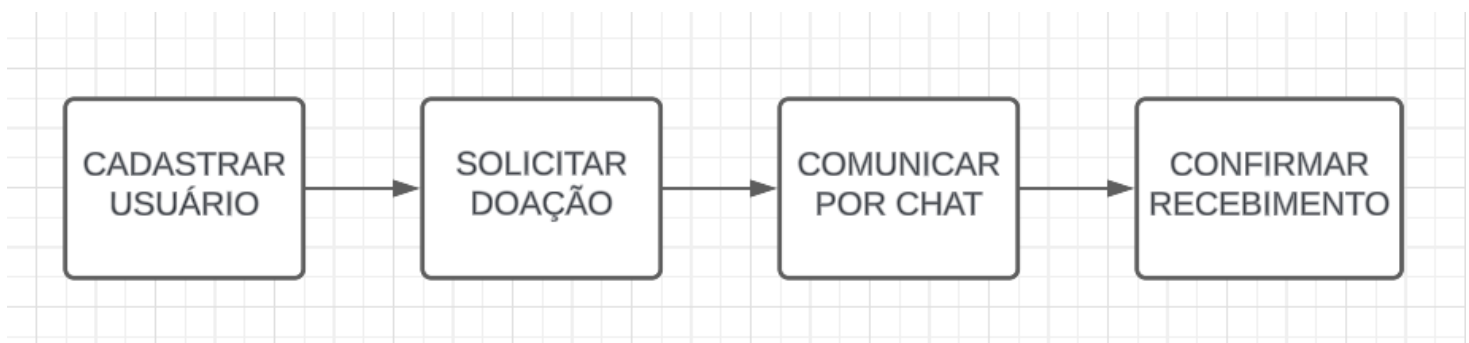 CADASTRAR
USUÁRIO
SOLICITAR
DOAÇÃO
COMUNICAR
POR CHAT
CONFIRMAR
RECEBIMENTO